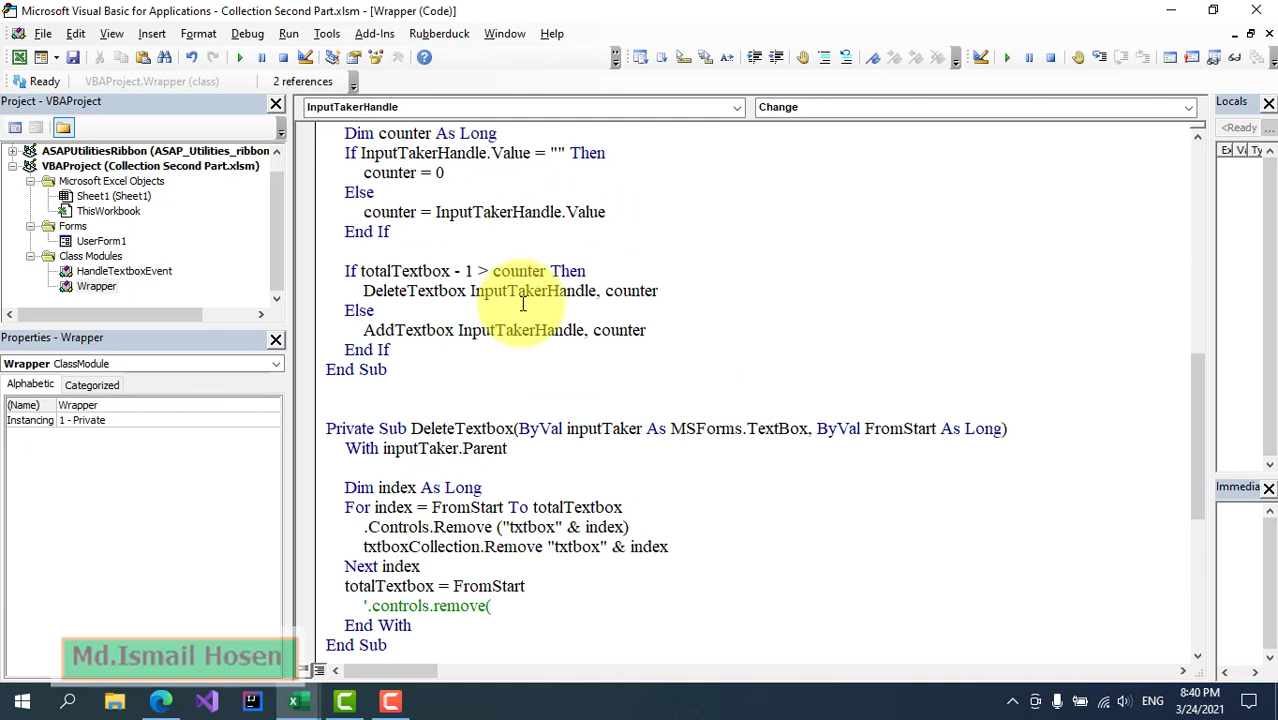 Microsoft Visual Basic for Applications - Collection Second Part.xlsm - [Wrapper (Code)]
File Edit View Insert Format Debug Run Tools Add-Ins Rubberduck Window Help
Ready VBAProject.Wrapper (class) 2 references
Project - VBAProject
ASAPUtilitiesRibbon (ASAP_Utilities_ribbon
VBAProject (Collection Second Part.xlsm)
Microsoft Excel Objects
Sheet1 (Sheet1)
ThisWorkbook
Forms
UserForm1
Class Modules
HandleTextboxEvent
Wrapper
Properties - Wrapper
Wrapper ClassModule
Alphabetic Categorized
(Name) Wrapper
Instancing 1 - Private
InputTakerHandle Change
Dim counter As Long
If InputTakerHandle.Value = "" Then
counter = 0
Else
counter = InputTakerHandle.Value
End If
If totalTextbox - 1 > counter Then
DeleteTextbox InputTakerHandle, counter
Else
AddTextbox InputTakerHandle, counter
End If
End Sub
Private Sub DeleteTextbox(ByVal inputTaker As MSForms.TextBox, ByVal FromStart As Long)
With inputTaker.Parent
Dim index As Long
For index = FromStart To totalTextbox
.Controls.Remove ("txtbox" & index)
txtboxCollection.Remove "txtbox" & index
Next index
totalTextbox = FromStart
'.controls.remove(
End With
End Sub
Locals
<Ready
...
Ex Va Ty
Immedia
Md.Ismail Hosen
ENG
8:40 PM
3/24/2021